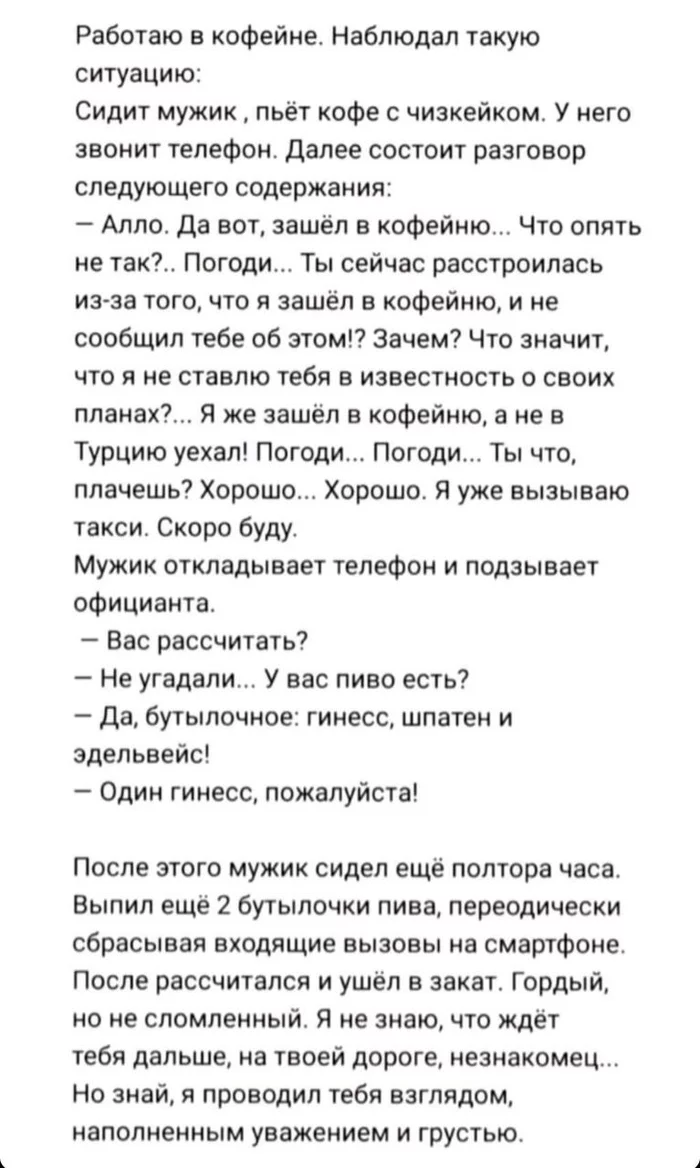 Работаю в кофейне. Наблюдал такую
ситуацию:
Сидит мужик , пьёт кофе с чизкейком. У него
звонит телефон. Далее состоит разговор
следующего содержания:
— Алло. Да вот, зашёл в кофейню... Что опять
не так?.. Погоди... Ты сейчас расстроилась
из-за того, что я зашёл в кофейню, и не
сообщил тебе об этом!? Зачем? Что значит,
что я не ставлю тебя в известность о своих
планах?... Я же зашёл в кофейню, а не в
Турцию уехал! Погоди... Погоди... Ты что,
плачешь? Хорошо... Хорошо. Я уже вызываю
такси. Скоро буду.
Мужик откладывает телефон и подзывает
официанта.
— Вас рассчитать?
— Не угадали... У вас пиво есть?
— Да, бутылочное: гинесс, шпатен и
эдельвейс!
— Один гинесс, пожалуйста!
После этого мужик сидел ещё полтора часа.
Выпил ещё 2 бутылочки пива, переодически
сбрасывая входящие вызовы на смартфоне.
После рассчитался и ушёл в закат. Гордый,
но не сломленный. Я не знаю, что ждёт
тебя дальше, на твоей дороге, незнакомец...
Но знай, я проводил тебя взглядом,
наполненным уважением и грустью.